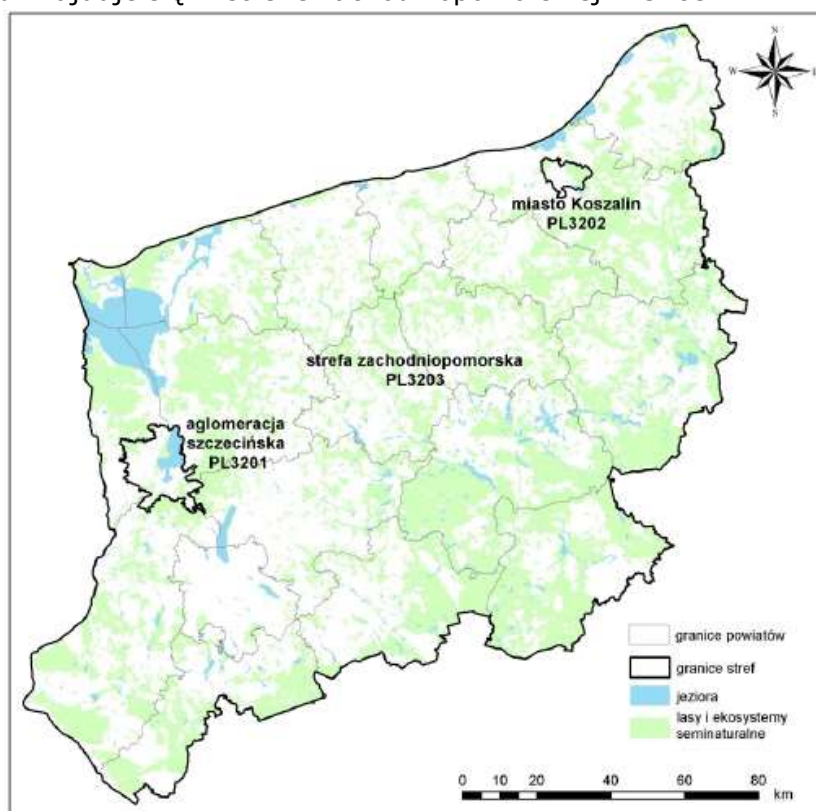 N
W
E
S
miasto Koszalin
PL3202
strefa zachodniopomorska
PL3203
aglomeracja
szczecińska
PL3201
granice powiatów
granice stref
jeziora
lasy i ekosystemy
seminaturalne
0 10 20 40 60 80
km